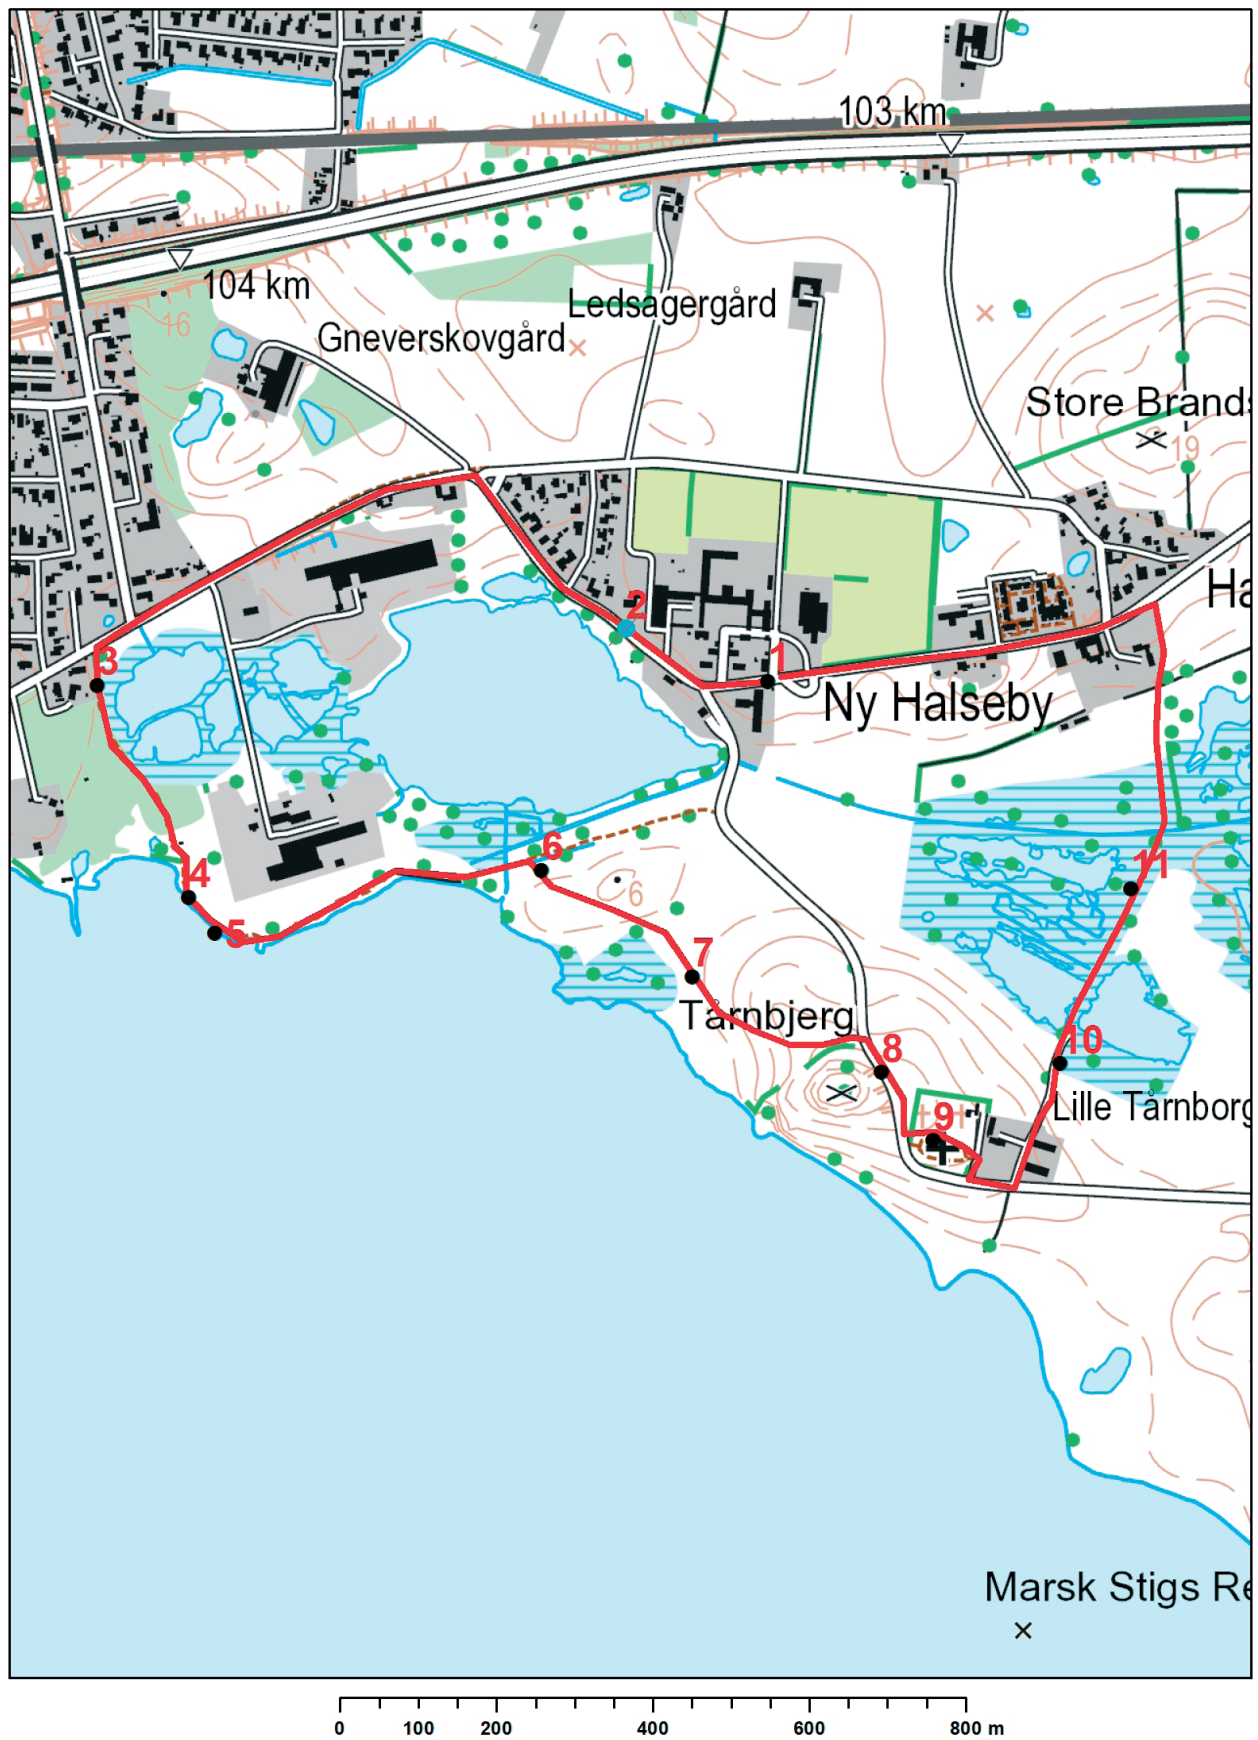 103 km
104 km
16
Ledsagergård
Gneverskovgård
Store Brands
19
Ha
2
1
3
Ny Halseby
6
11
4
6
5
7
Tårnbjerg
10
8
9
Lille Tårnborg
Marsk Stigs Re
0 100 200 400 600 800 m